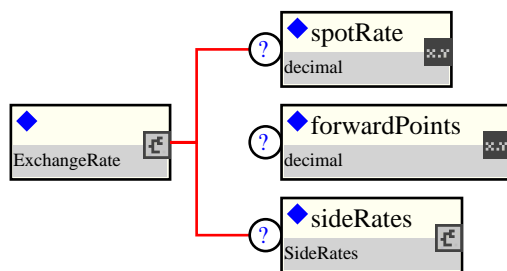 ? spotRate
decimal x.y
ExchangeRate
? forwardPoints
decimal x.y
? sideRates
SideRates